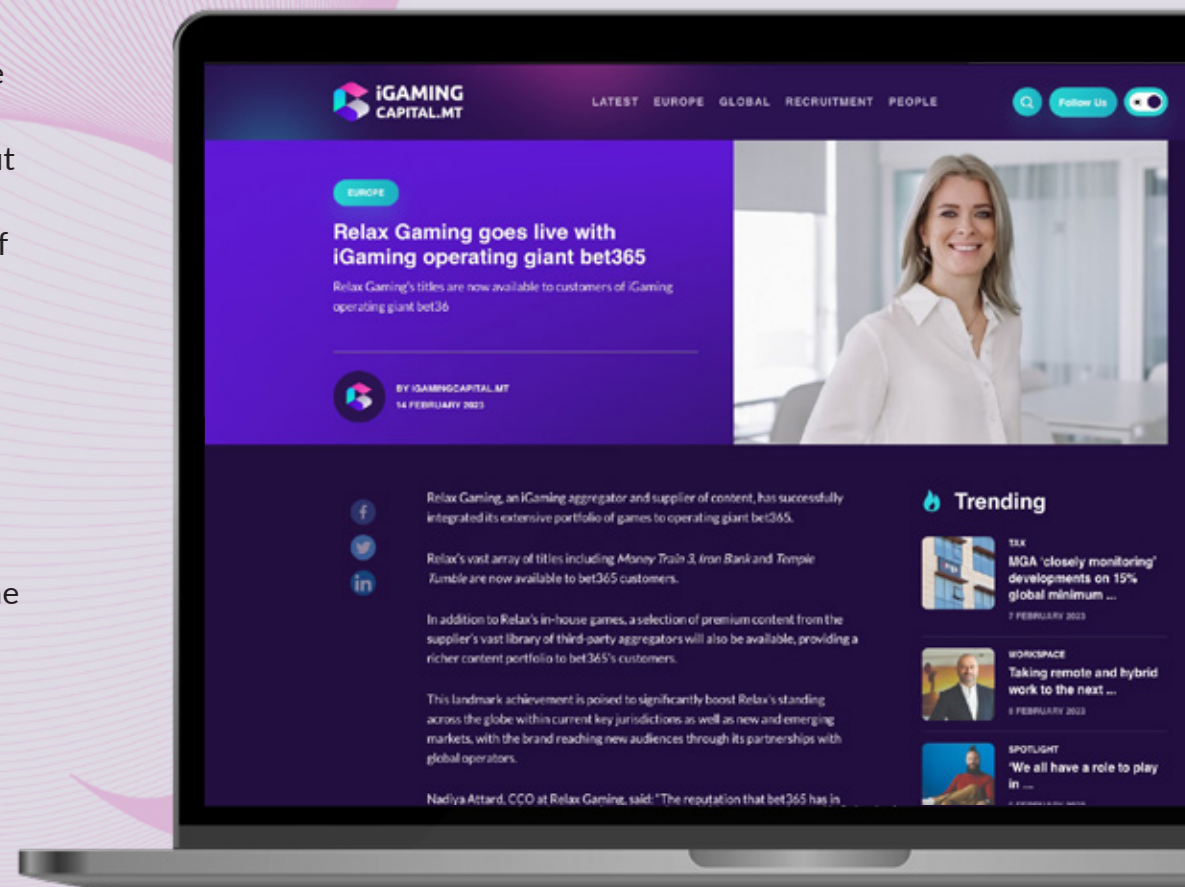 ut
f
iGAMING
CAPITAL.MT
LATEST EUROPE GLOBAL RECRUITMENT PEOPLE
Follow Us
EUROPE
Relax Gaming goes live with
iGaming operating giant bet365
Relax Gaming's titles are now available to customers of iGaming
operating giant bet36
BY IGAMINGCAPITAL.MT
14 FEBRUARY 2023
Relax Gaming, an iGaming aggregator and supplier of content, has successfully
integrated its extensive portfolio of games to operating giant bet365.
Relax's vast array of titles including Money Train 3, Iron Bank and Temple
Tumble are now available to bet365 customers.
In addition to Relax's in-house games, a selection of premium content from the
supplier's vast library of third-party aggregators will also be available, providing a
richer content portfolio to bet365's customers.
This landmark achievement is poised to significantly boost Relax's standing
across the globe within current key jurisdictions as well as new and emerging
markets, with the brand reaching new audiences through its partnerships with
global operators.
Nadiya Attard, CCO at Relax Gaming, said: "The reputation that bet365 has in
Trending
TAX
MGA 'closely monitoring'
developments on 15%
global minimum ...
7 FEBRUARY 2023
WORKSPACE
Taking remote and hybrid
work to the next ...
FEBRUARY 2023
SPOTLIGHT
'We all have a role to play
in ...